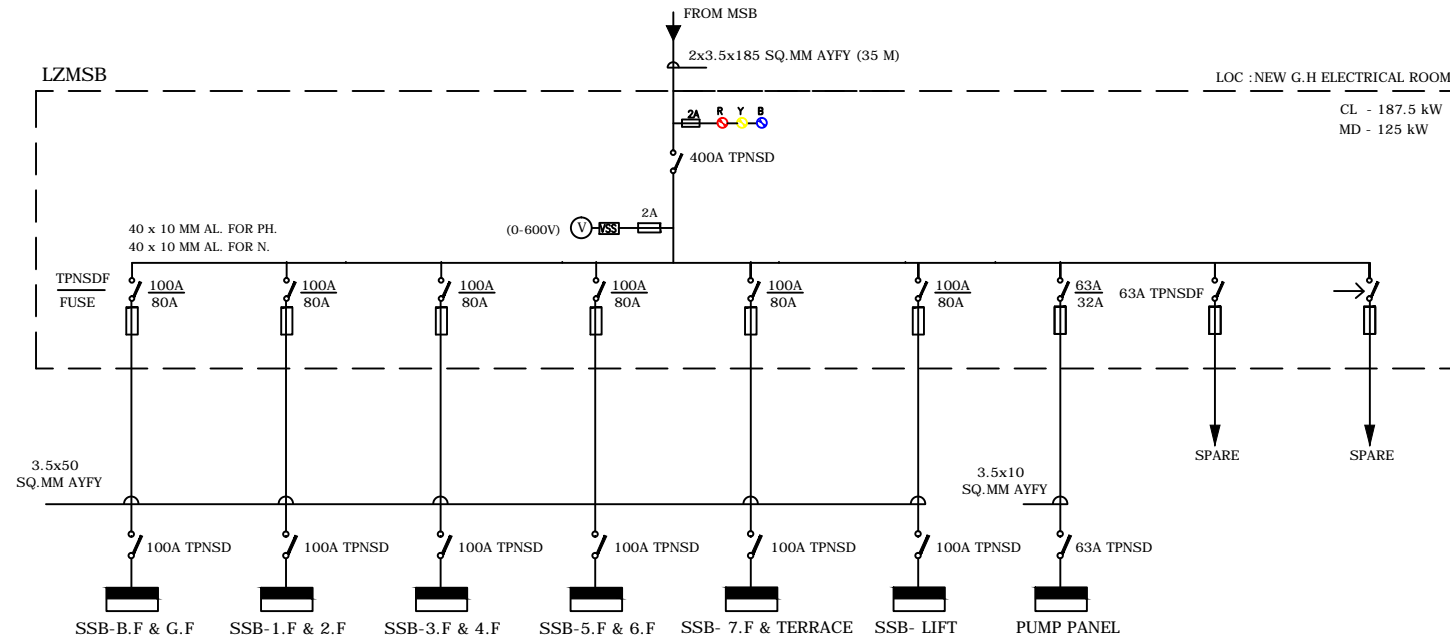 FROM MSB
2x3.5x185 SQ.MM AYFY (35 M)
LZMSB
LOC :NEW G.H ELECTRICAL ROOM
CL - 187.5 kW
MD - 125 kW
2A R Y B
400A TPNSD
2A
(0-600V) V VSS
40 x 10 MM AL. FOR PH.
40 x 10 MM AL. FOR N.
TPNSDF
FUSE
100A
80A
100A
80A
100A
80A
100A
80A
100A
80A
100A
80A
63A
32A
63A TPNSDF
SPARE
SPARE
3.5x50
SQ.MM AYFY
3.5x10
SQ.MM AYFY
100A TPNSD
100A TPNSD
100A TPNSD
100A TPNSD
100A TPNSD
100A TPNSD
63A TPNSD
SSB-B.F & G.F
SSB-1.F & 2.F
SSB-3.F & 4.F
SSB-5.F & 6.F
SSB- 7.F & TERRACE
SSB- LIFT
PUMP PANEL